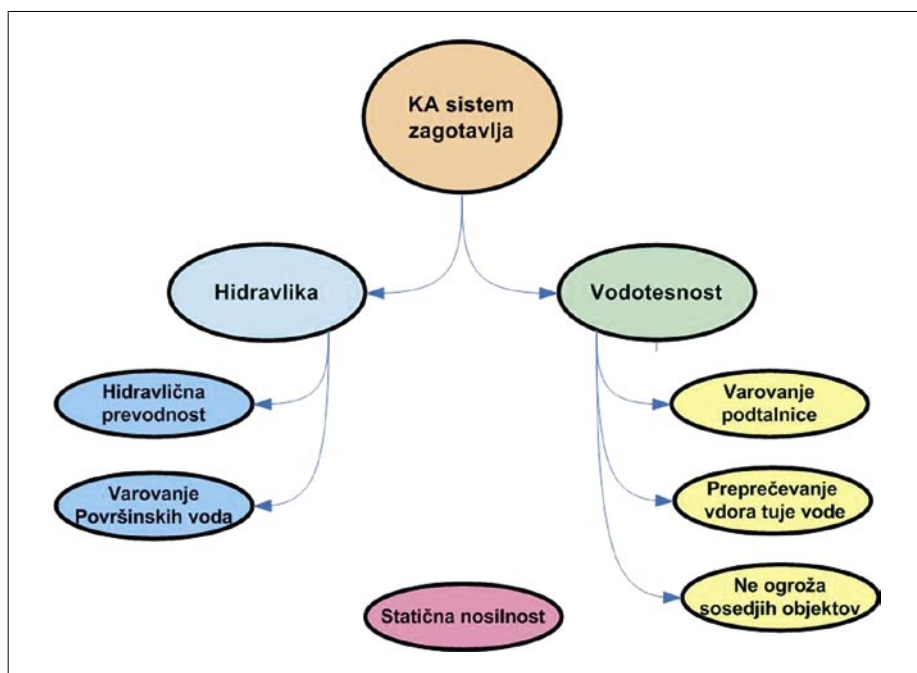 KA sistem
zagotavlja
Hidravlika
Vodotesnost
Hidravlična
prevodnost
Varovanje
podtalnice
Varovanje
Površinskih voda
Preprečevanje
vdora tuje vode
Ne ogroža
sosedjih objektov
Statična nosilnost